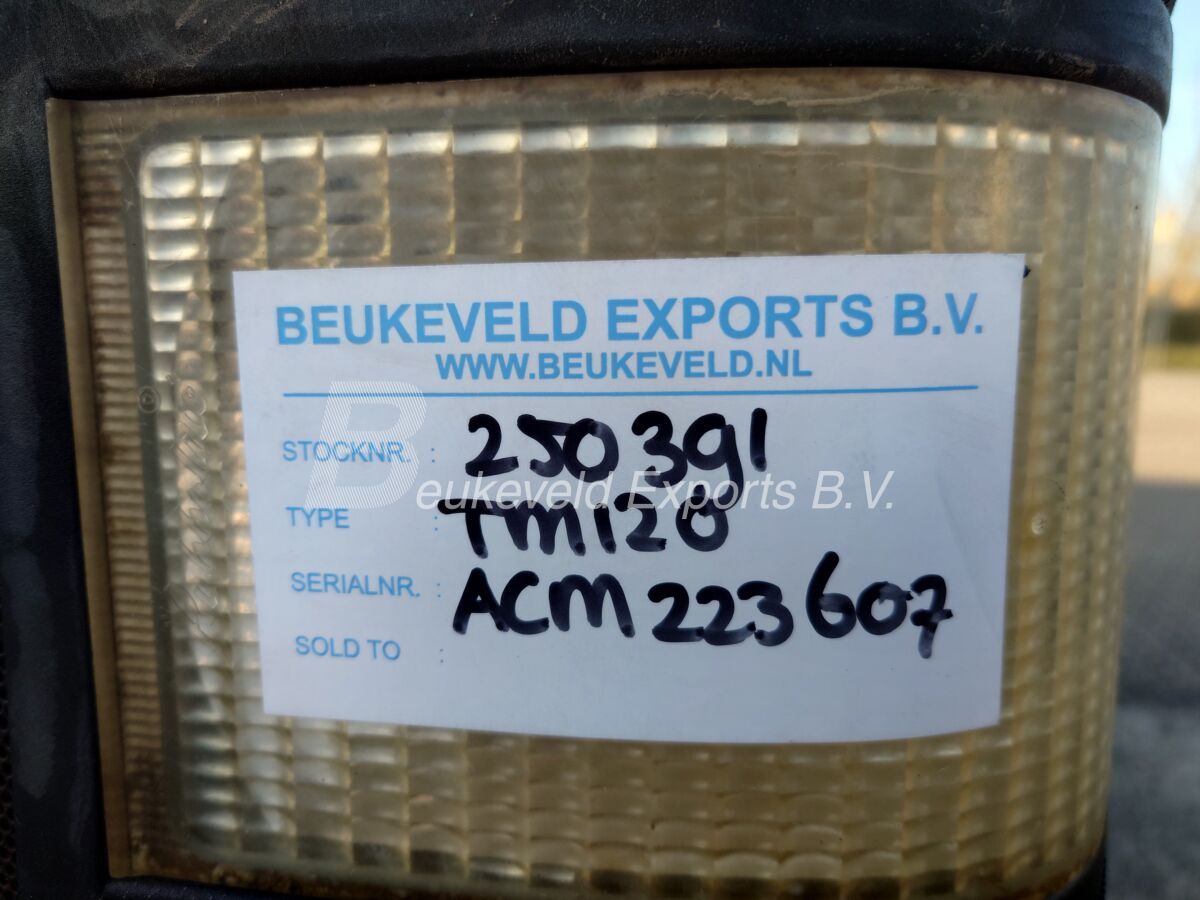 BEUKEVELD EXPORTS B.V.
WWW.BEUKEVELD.NL
STOCKNR. : 250391
Beukeveld Exports B.V.
TYPE : TM120
SERIALNR. : ACM223607
SOLD TO :